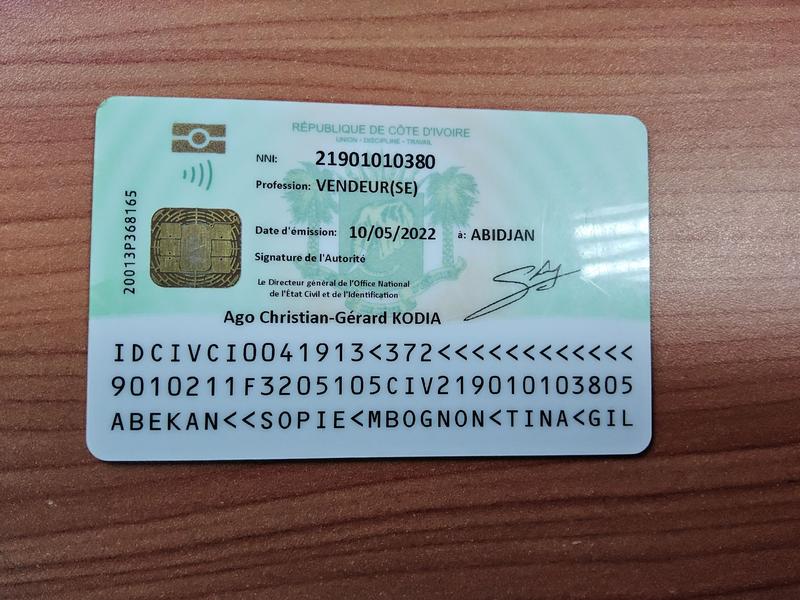 RÉPUBLIQUE DE CÔTE D'IVOIRE
UNION - DISCIPLINE - TRAVAIL
NNI: 21901010380
Profession: VENDEUR(SE)
Date d'émission: 10/05/2022 à: ABIDJAN
Signature de l'Autorité
Le Directeur général de l'Office National
de l'État Civil et de l'Identification
Ago Christian-Gérard KODIA
20013P368165
IDCIVCI0041913<372<<<<<<<<<<<<
9010211F3205105CIV219010103805
ABEKAN<<SOPIE<MBOGNON<TINA<GIL